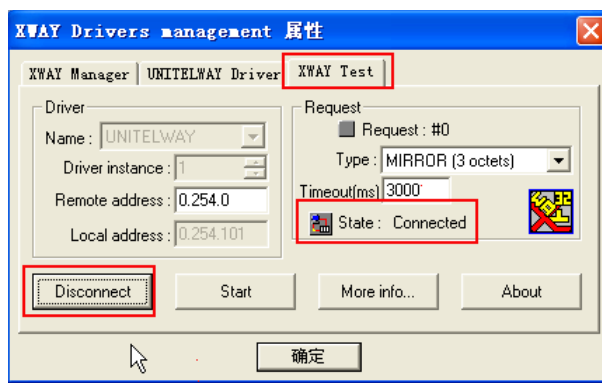 XWAY Drivers management 属性
XWAY Manager UNITELWAY Driver XWAY Test
Driver
Name : UNITELWAY
Driver instance : 1
Remote address : 0.254.0
Local address : 0.254.101
Request
Request : #0
Type : MIRROR (3 octets)
Timeout(ms) 3000
State : Connected
Disconnect Start More info... About
确定